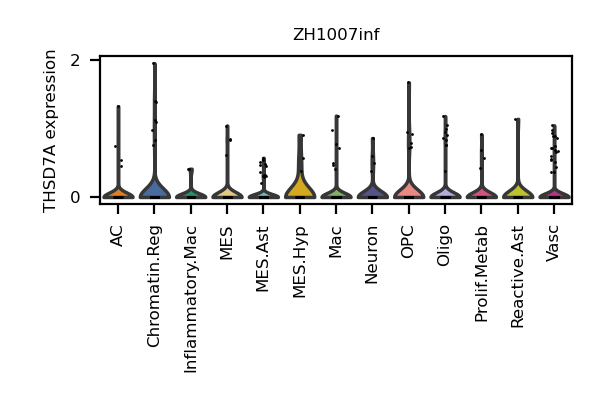 ZH1007inf
THSD7A expression
2
0
AC
Chromatin.Reg
Inflammatory.Mac
MES
MES.Ast
MES.Hyp
Mac
Neuron
OPC
Oligo
Prolif.Metab
Reactive.Ast
Vasc